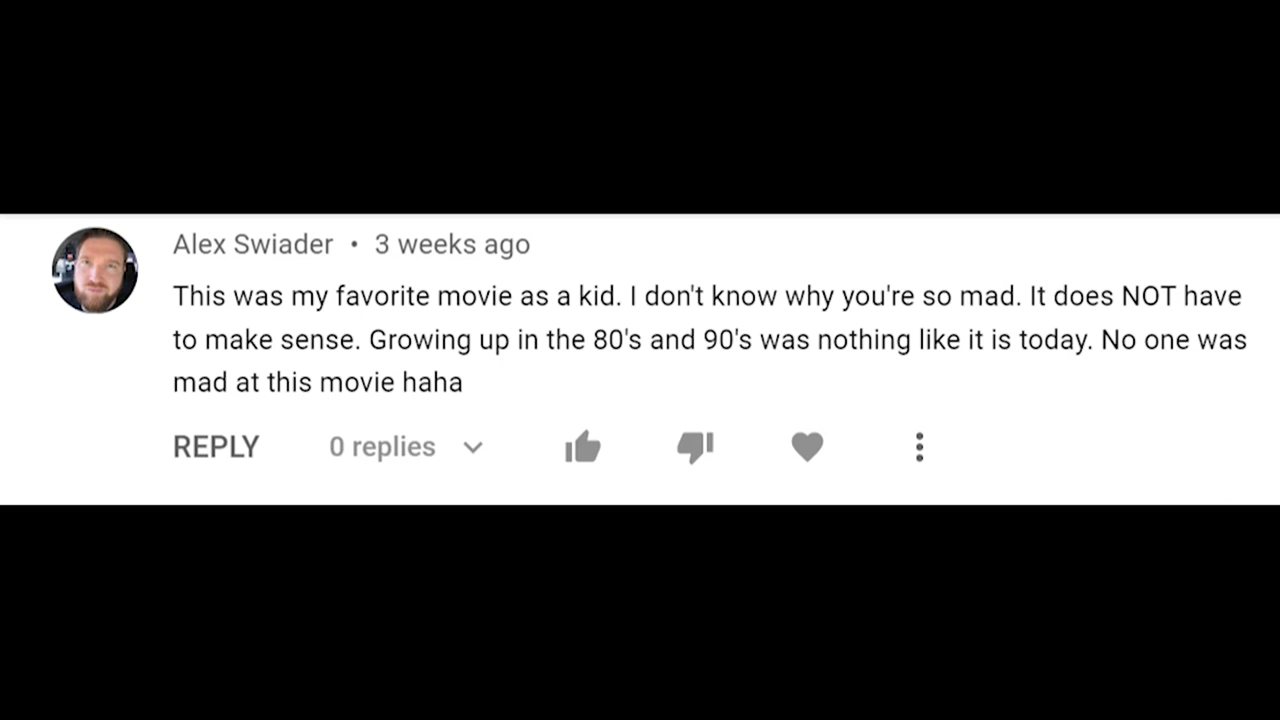 Alex Swiader • 3 weeks ago
This was my favorite movie as a kid. I don't know why you're so mad. It does NOT have
to make sense. Growing up in the 80's and 90's was nothing like it is today. No one was
mad at this movie haha
REPLY 0 replies